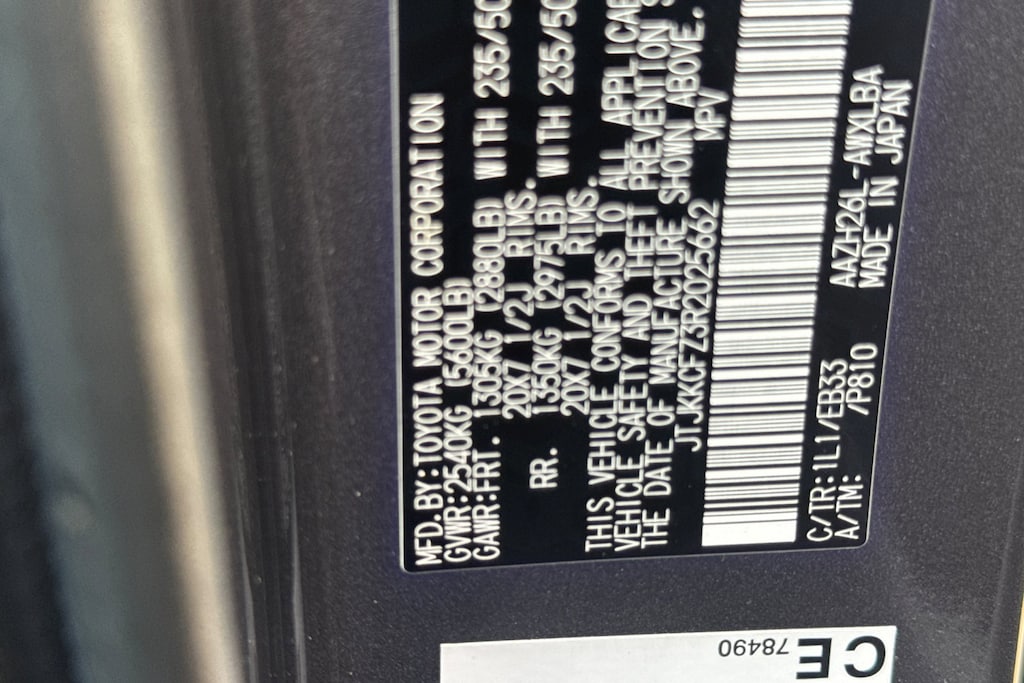 MFD.BY:TOYOTA MOTOR CORPORATION
GVWR:2540KG (5600LB)
GAWR:FRT. 1305KG (2880LB) WITH 235/50
20X7 1/2J RIMS.
RR. 1350KG (2975LB) WITH 235/50
20X7 1/2J RIMS.
THIS VEHICLE CONFORMS TO ALL APPLICAB
VEHICLE SAFETY AND THEFT PREVENTION S
THE DATE OF MANUFACTURE SHOWN ABOVE.
JTJKKCFZ3R2025662 MPV
C/TR:1L1/EB33 AAZH26L-AWXLBA
A/TM: /P810 MADE IN JAPAN
CE
78490